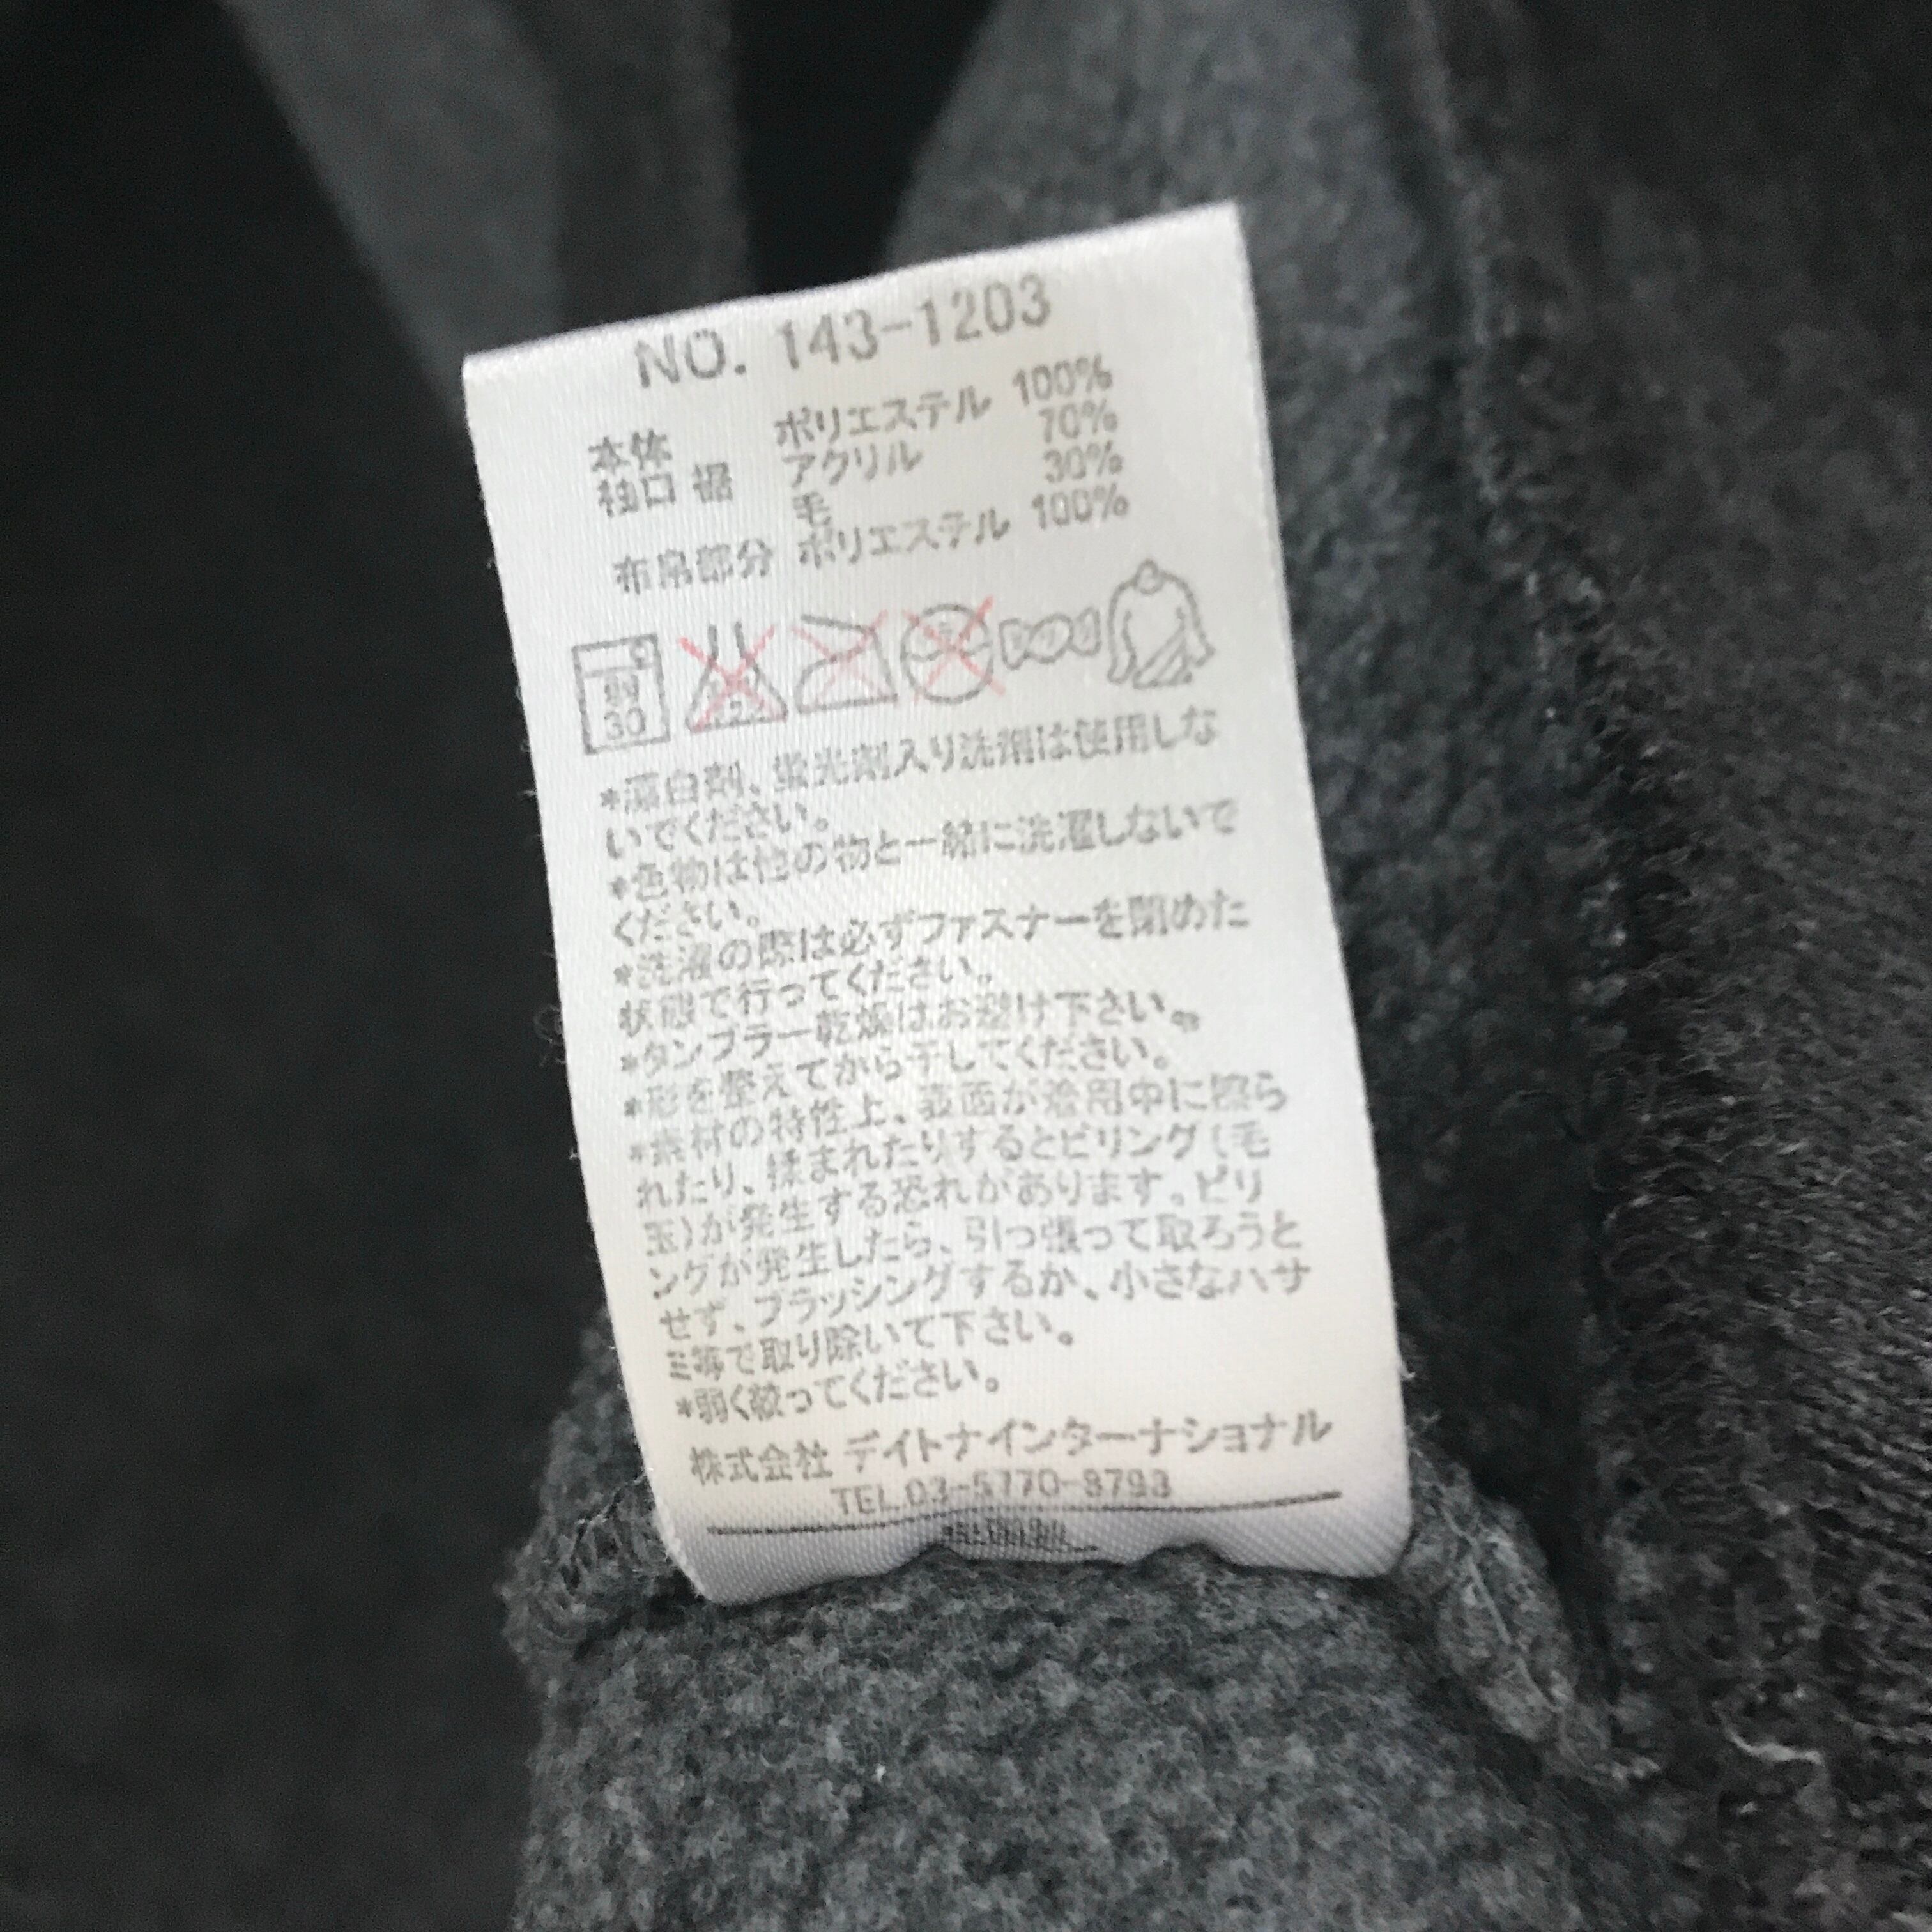 NO. 143-1203
本体 ポリエステル 100%
袖口 裾 アクリル 70%
毛 30%
布帛部分 ポリエステル 100%
30
*漂白剤、蛍光剤入り洗剤は使用しな
いでください。
*色物は他の物と一緒に洗濯しないで
ください。
*洗濯の際は必ずファスナーを閉めた
状態で行ってください。
*タンブラー乾燥はお避け下さい。
*形を整えてから干してください。
*素材の特性上、表面が着用中に擦ら
れたり、揉まれたりするとピリング(毛
玉)が発生する恐れがあります。ピリ
ングが発生したら、引っ張って取ろうと
せず、ブラッシングするか、小さなハサ
ミ等で取り除いて下さい。
*弱く絞ってください。
株式会社 デイトナインターナショナル
TEL.03-5770-8793